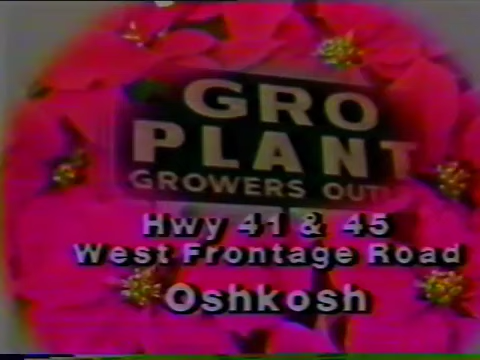 GRO
PLANT
GROWERS OUT
Hwy 41 & 45
West Frontage Road
Oshkosh